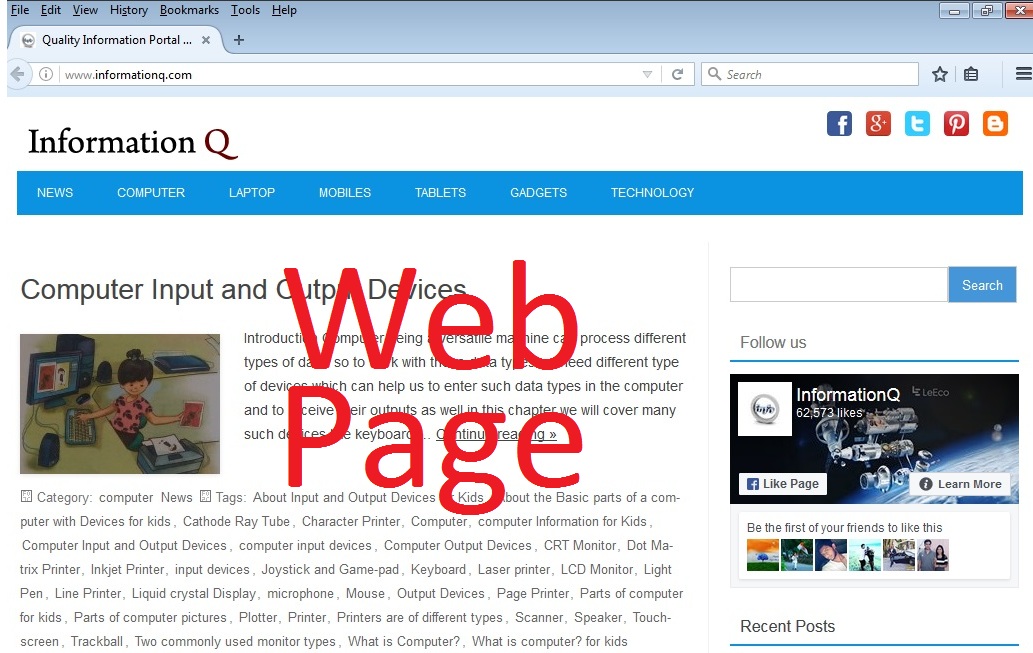 File Edit View History Bookmarks Tools Help
Quality Information Portal ...
www.informationq.com
Search
Information Q
NEWS COMPUTER LAPTOP MOBILES TABLETS GADGETS TECHNOLOGY
Computer Input and Output Devices
Web
Page
Introduction Computer being a versatile machine can process different
types of data, so to work with these data types, we need different type
of devices which can help us to enter such data types in the computer
and to receive their outputs as well in this chapter we will cover many
such devices like keyboard... Continue reading »
Category: computer News Tags: About Input and Output Devices for Kids, About the Basic parts of a com-
puter with Devices for kids, Cathode Ray Tube, Character Printer, Computer, computer Information for Kids,
Computer Input and Output Devices, computer input devices, Computer Output Devices, CRT Monitor, Dot Ma-
trix Printer, Inkjet Printer, input devices, Joystick and Game-pad, Keyboard, Laser printer, LCD Monitor, Light
Pen, Line Printer, Liquid crystal Display, microphone, Mouse, Output Devices, Page Printer, Parts of computer
for kids, Parts of computer pictures, Plotter, Printer, Printers are of different types, Scanner, Speaker, Touch-
screen, Trackball, Two commonly used monitor types, What is Computer?, What is computer? for kids
Search
Follow us
InformationQ
62,573 likes
LeEco
Like Page
Learn More
Be the first of your friends to like this
Recent Posts